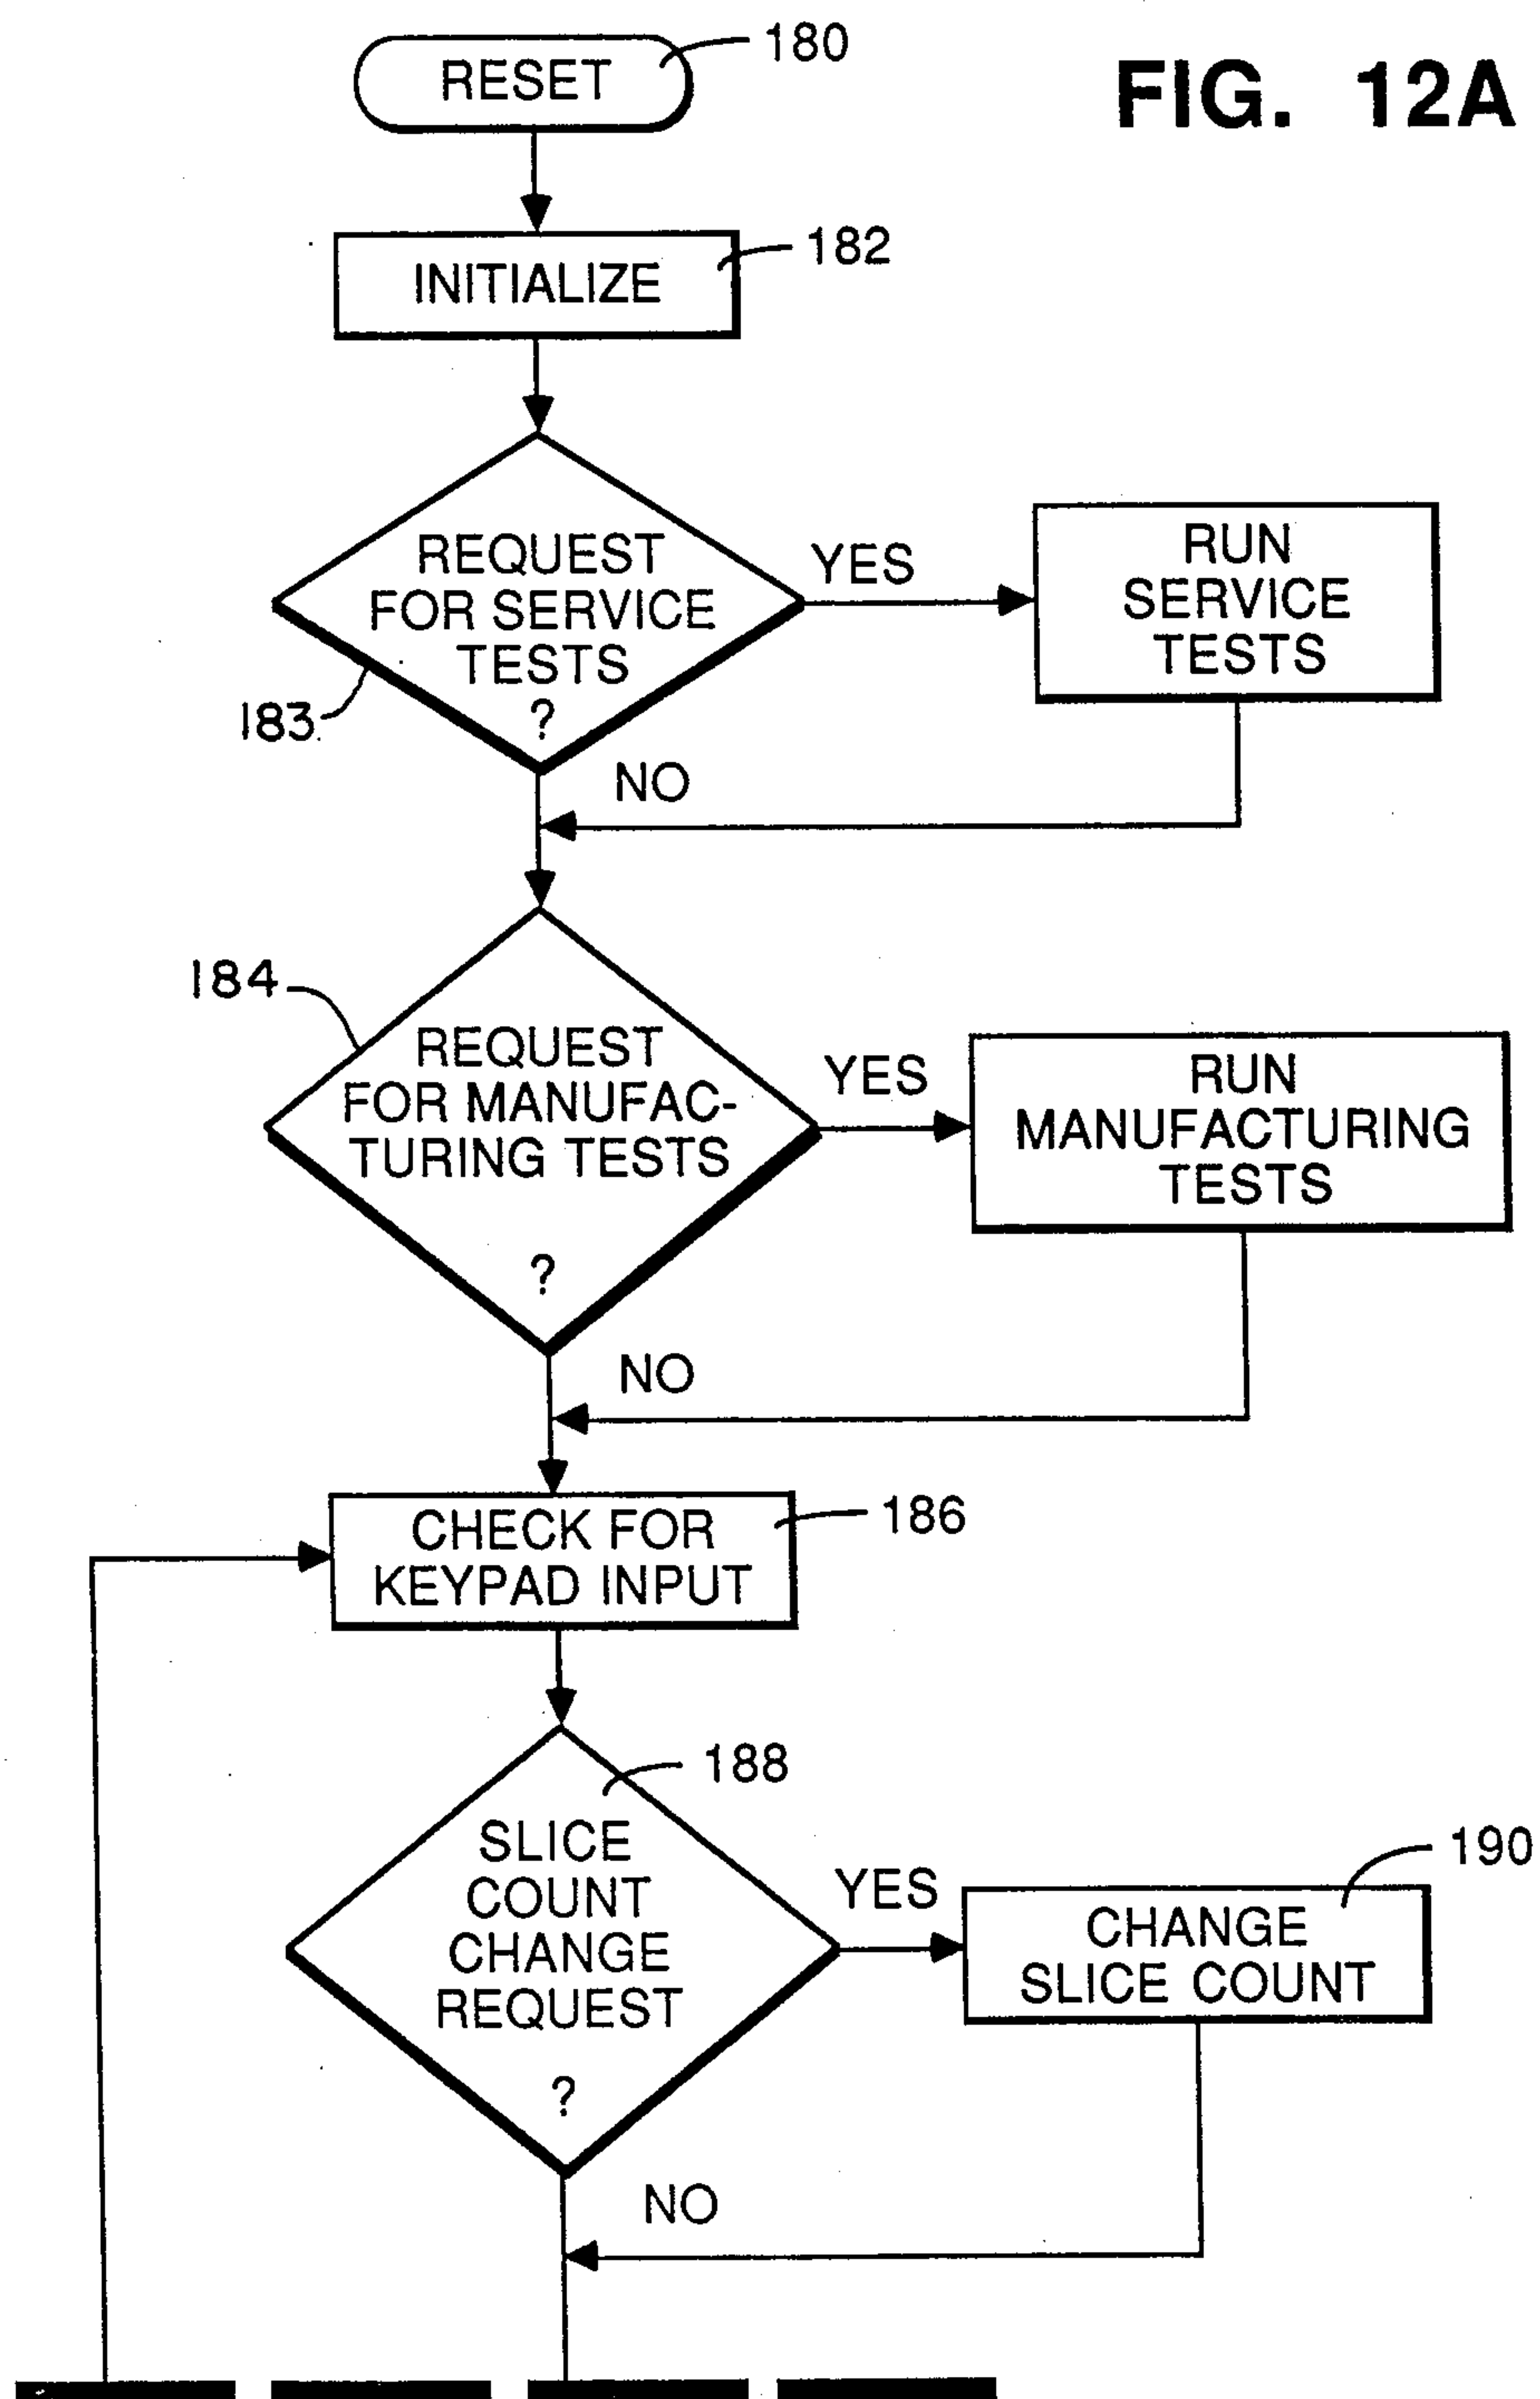 180
RESET
FIG. 12A
182
INITIALIZE
REQUEST
FOR SERVICE
TESTS
?
183
YES
RUN
SERVICE
TESTS
NO
184
REQUEST
FOR MANUFAC-
TURING TESTS
?
YES
RUN
MANUFACTURING
TESTS
NO
CHECK FOR
KEYPAD INPUT
186
188
SLICE
COUNT
CHANGE
REQUEST
?
YES
190
CHANGE
SLICE COUNT
NO